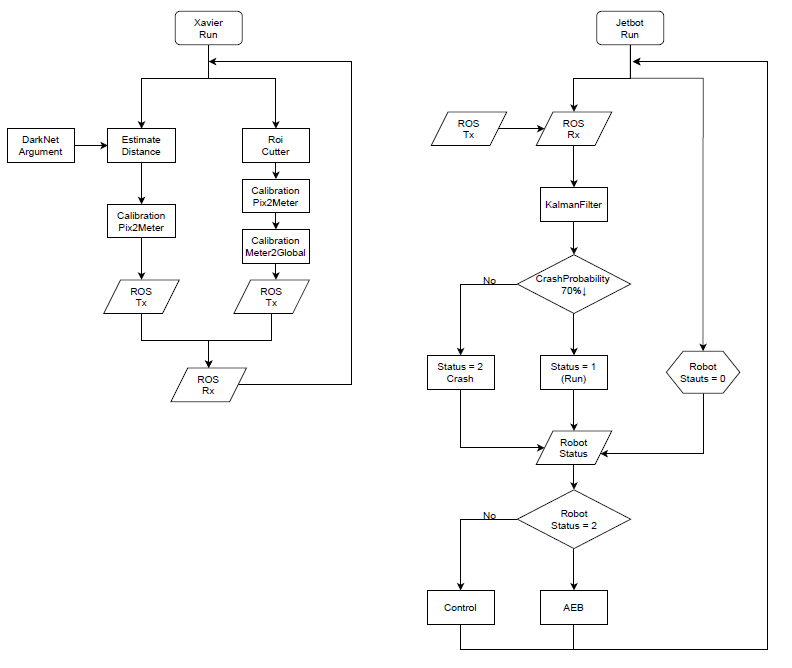 Xavier
Run
DarkNet
Argument
Estimate
Distance
Roi
Cutter
Calibration
Pix2Meter
Calibration
Pix2Meter
Calibration
Meter2Global
ROS
Tx
ROS
Tx
ROS
Rx
Jetbot
Run
ROS
Tx
ROS
Rx
KalmanFilter
CrashProbability
70%↓
No
Status = 2
Crash
Status = 1
(Run)
Robot
Stauts = 0
Robot
Status
Robot
Status = 2
No
Control
AEB